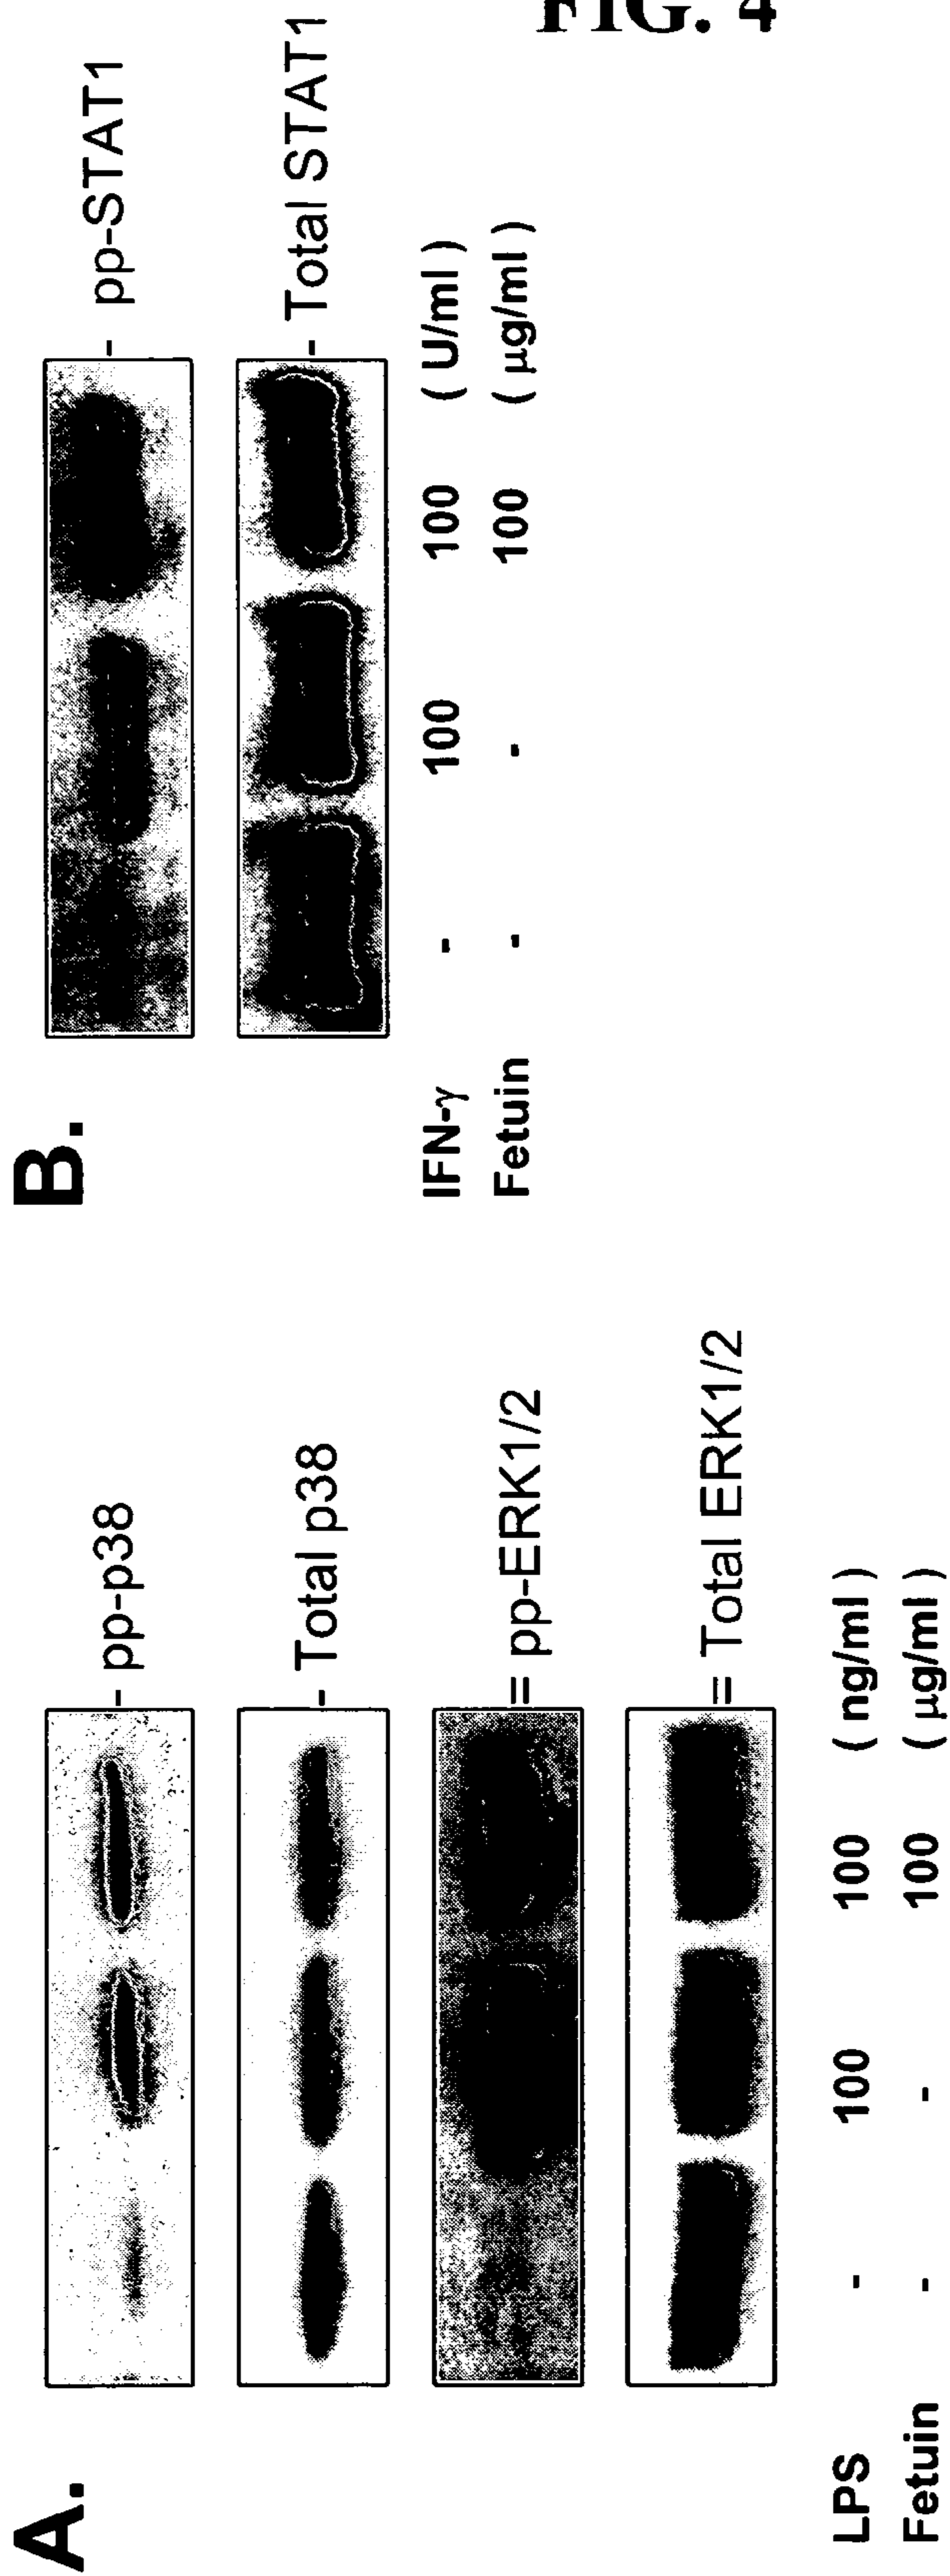 A.
- pp-p38
- Total p38
= pp-ERK1/2
= Total ERK1/2
LPS - 100 100 ( ng/ml )
Fetuin - - 100 ( µg/ml )
B.
- pp-STAT1
- Total STAT1
IFN-γ - 100 100 ( U/ml )
Fetuin - - 100 ( µg/ml )
FIG. 4